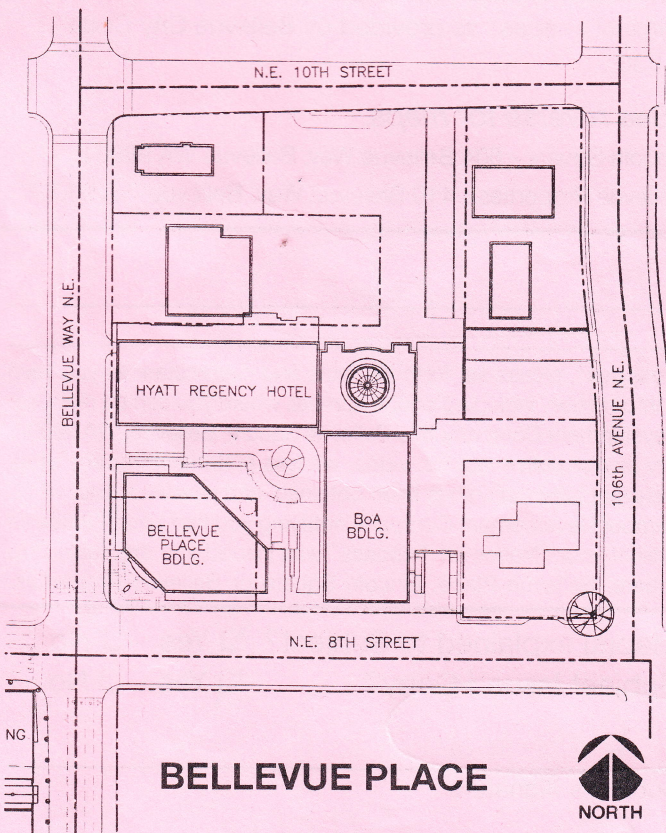 N.E. 10TH STREET
BELLEVUE WAY N.E.
HYATT REGENCY HOTEL
106th AVENUE N.E.
BELLEVUE
PLACE
BDLG.
BoA
BDLG.
N.E. 8TH STREET
NG
BELLEVUE PLACE
NORTH